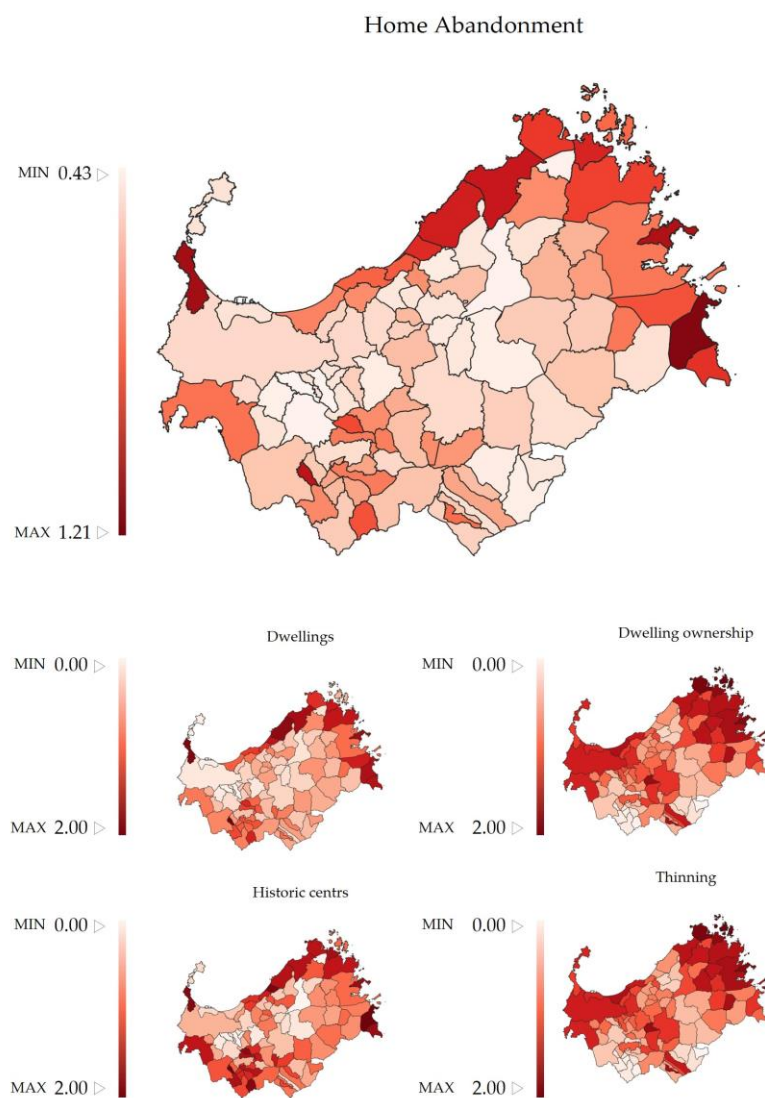 Home Abandonment
MIN 0.43
MAX 1.21
Dwellings
MIN 0.00
MAX 2.00
Dwelling ownership
MIN 0.00
MAX 2.00
Historic centrs
MIN 0.00
MAX 2.00
Thinning
MIN 0.00
MAX 2.00